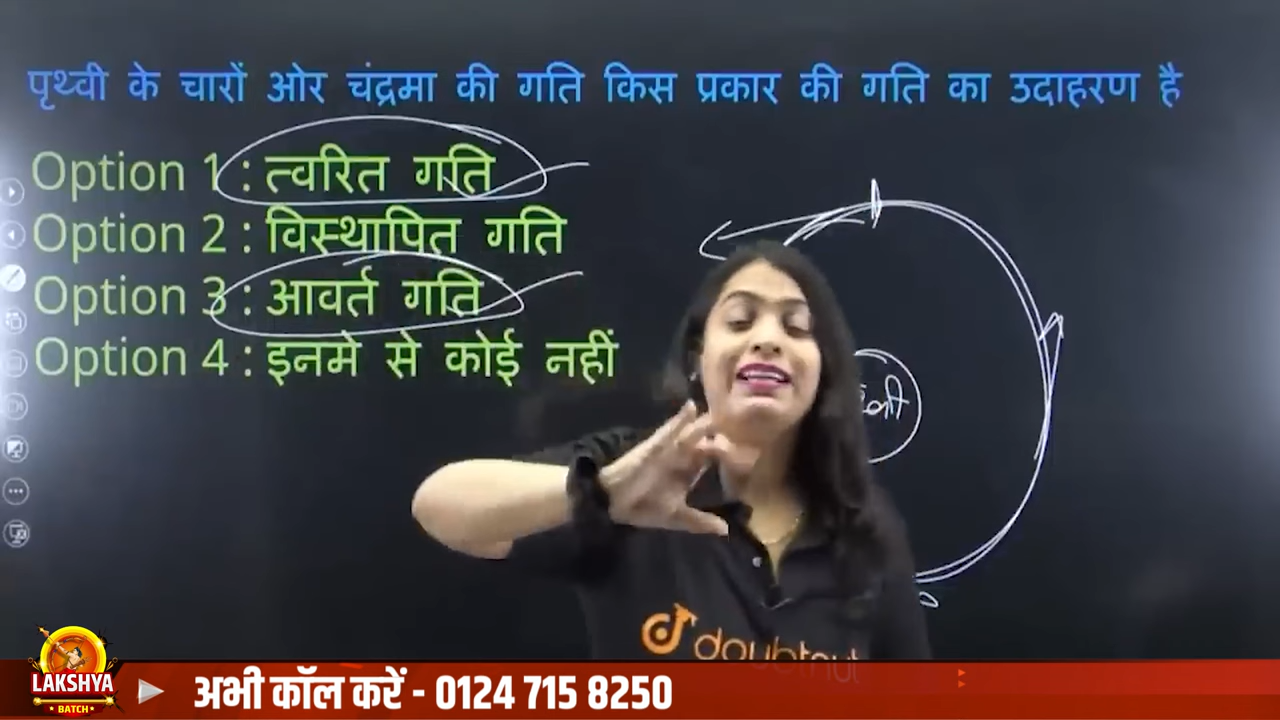 पृथ्वी के चारों ओर चंद्रमा की गति किस प्रकार की गति का उदाहरण है
Option 1 : त्वरित गति
Option 2 : विस्थापित गति
Option 3 : आवर्त गति
Option 4 : इनमे से कोई नहीं
doubtnut
LAKSHYA
BATCH
अभी कॉल करें - 0124 715 8250